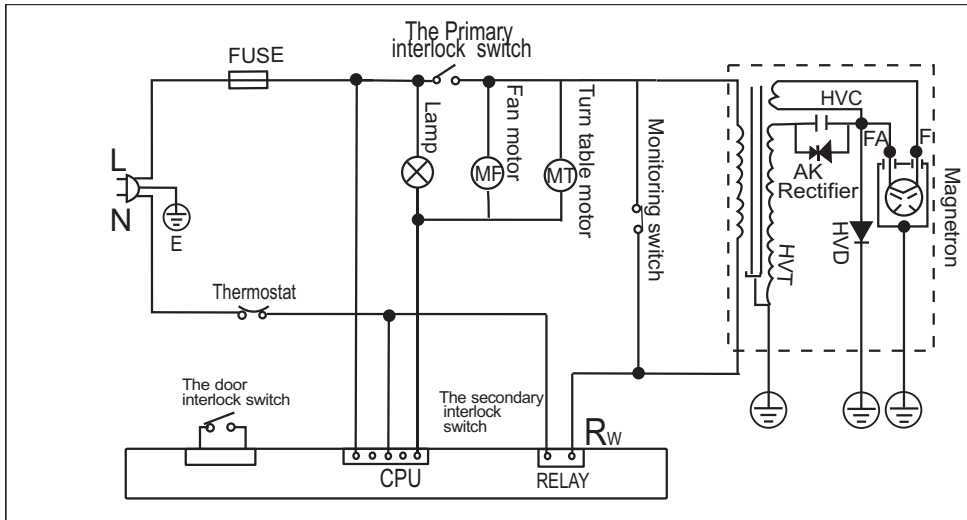 The Primary
interlock switch
FUSE
Lamp
Fan motor
Turn table motor
Monitoring switch
HVC
FA
F
AK
Rectifier
Magnetron
HVD
HVT
L
N
E
MF
MT
Thermostat
The door
interlock switch
The secondary
interlock
switch
RW
CPU
RELAY